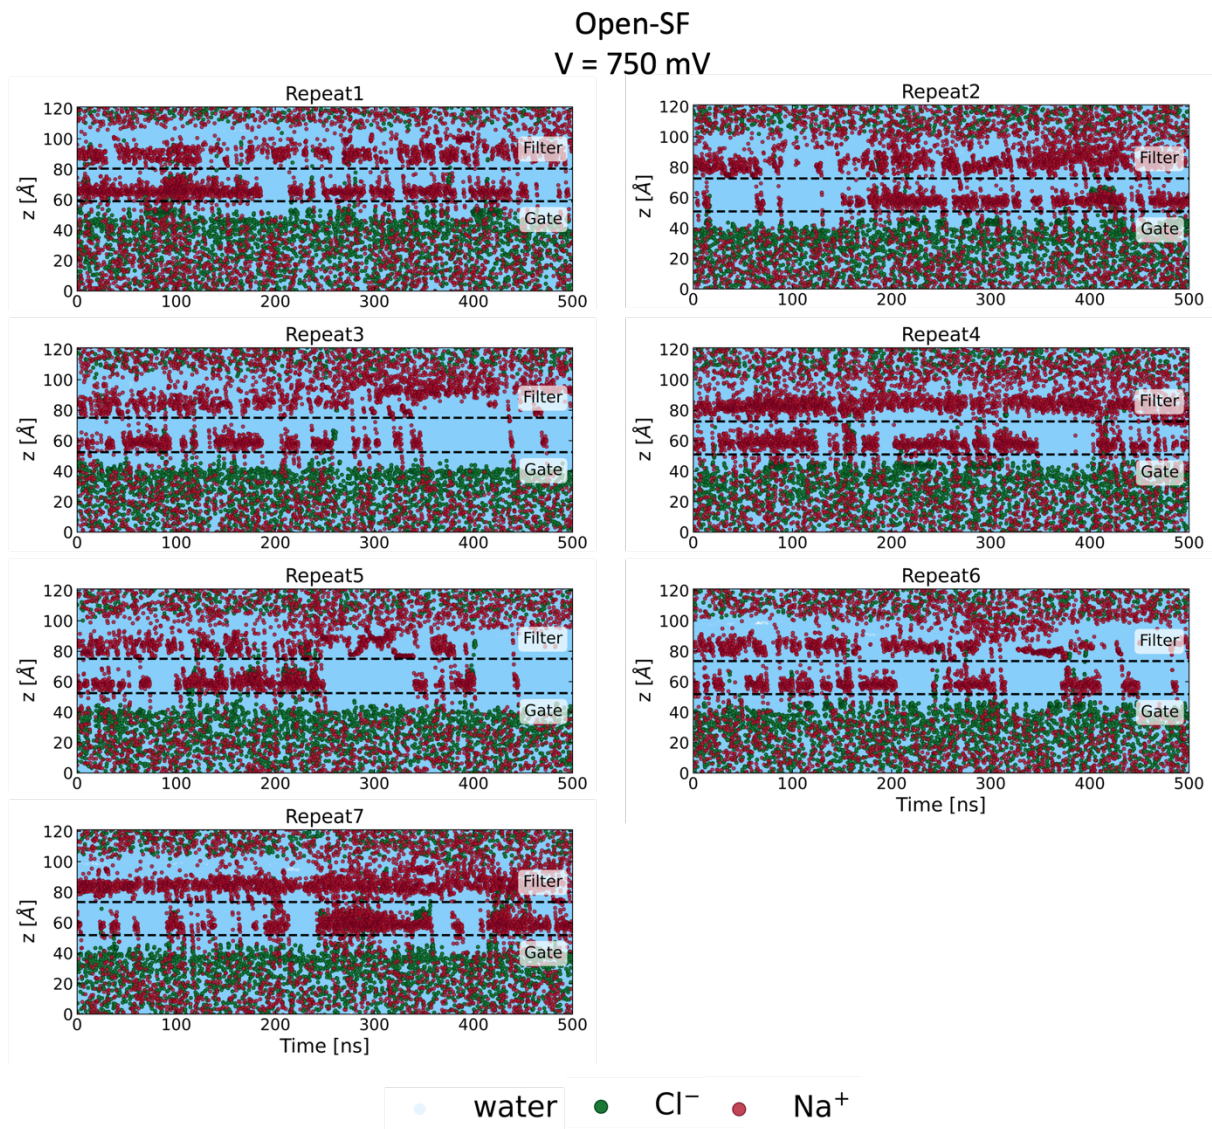 Open-SF
V = 750 mV
Repeat1
120
100
80
60
40
20
0
z [Å]
Filter
Gate
0 100 200 300 400 500
Repeat2
120
100
80
60
40
20
0
z [Å]
Filter
Gate
0 100 200 300 400 500
Repeat3
120
100
80
60
40
20
0
z [Å]
Filter
Gate
0 100 200 300 400 500
Repeat4
120
100
80
60
40
20
0
z [Å]
Filter
Gate
0 100 200 300 400 500
Repeat5
120
100
80
60
40
20
0
z [Å]
Filter
Gate
0 100 200 300 400 500
Repeat6
120
100
80
60
40
20
0
z [Å]
Filter
Gate
0 100 200 300 400 500
Time [ns]
Repeat7
120
100
80
60
40
20
0
z [Å]
Filter
Gate
0 100 200 300 400 500
Time [ns]
water Cl⁻ Na⁺